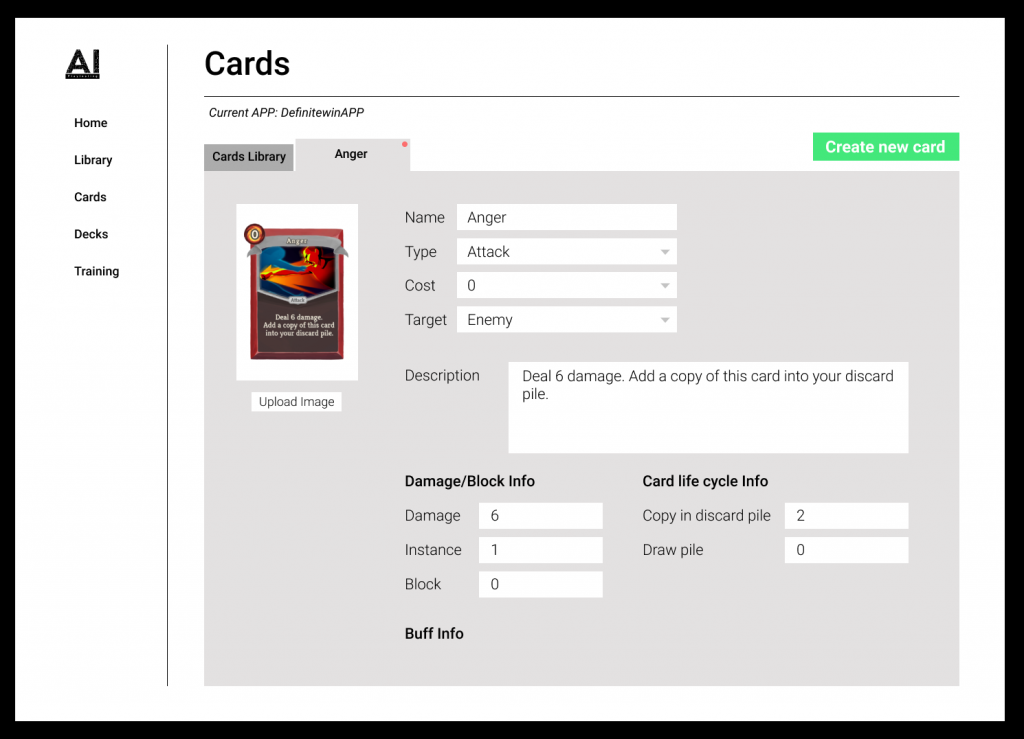 AI
Cards
Current APP: DefinitewinAPP
Home
Library
Cards
Decks
Training
Cards Library
Anger
Create new card
0
Anger
Attack
Deal 6 damage.
Add a copy of this card
into your discard pile.
Upload Image
Name Anger
Type Attack
Cost 0
Target Enemy
Description Deal 6 damage. Add a copy of this card into your discard
pile.
Damage/Block Info
Damage 6
Instance 1
Block 0
Card life cycle Info
Copy in discard pile 2
Draw pile 0
Buff Info